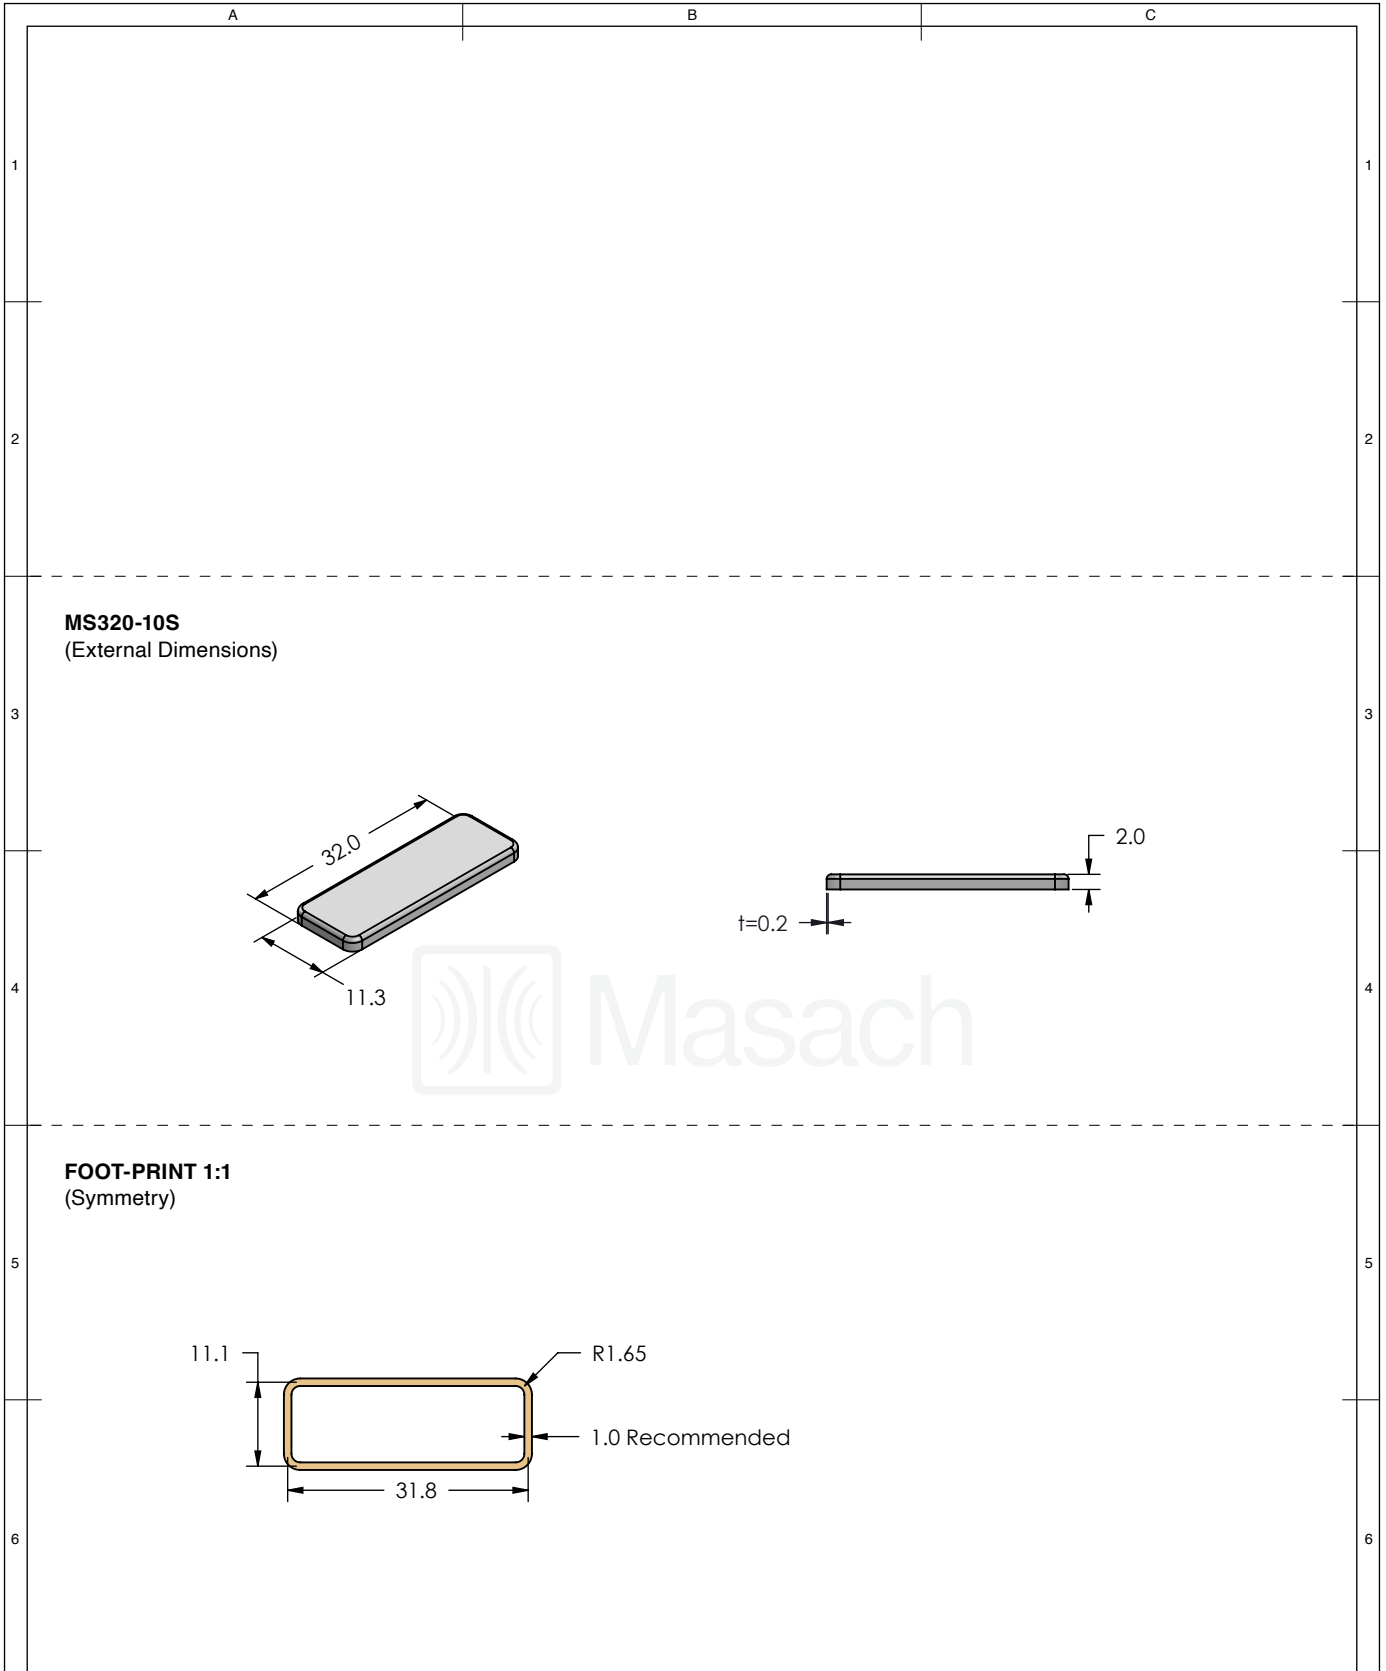 A B C
1 1
2 2
MS320-10S
(External Dimensions)
3 3
32.0
2.0
t=0.2
11.3
4 4
Masach
FOOT-PRINT 1:1
(Symmetry)
5 5
11.1 R1.65
1.0 Recommended
31.8
6 6